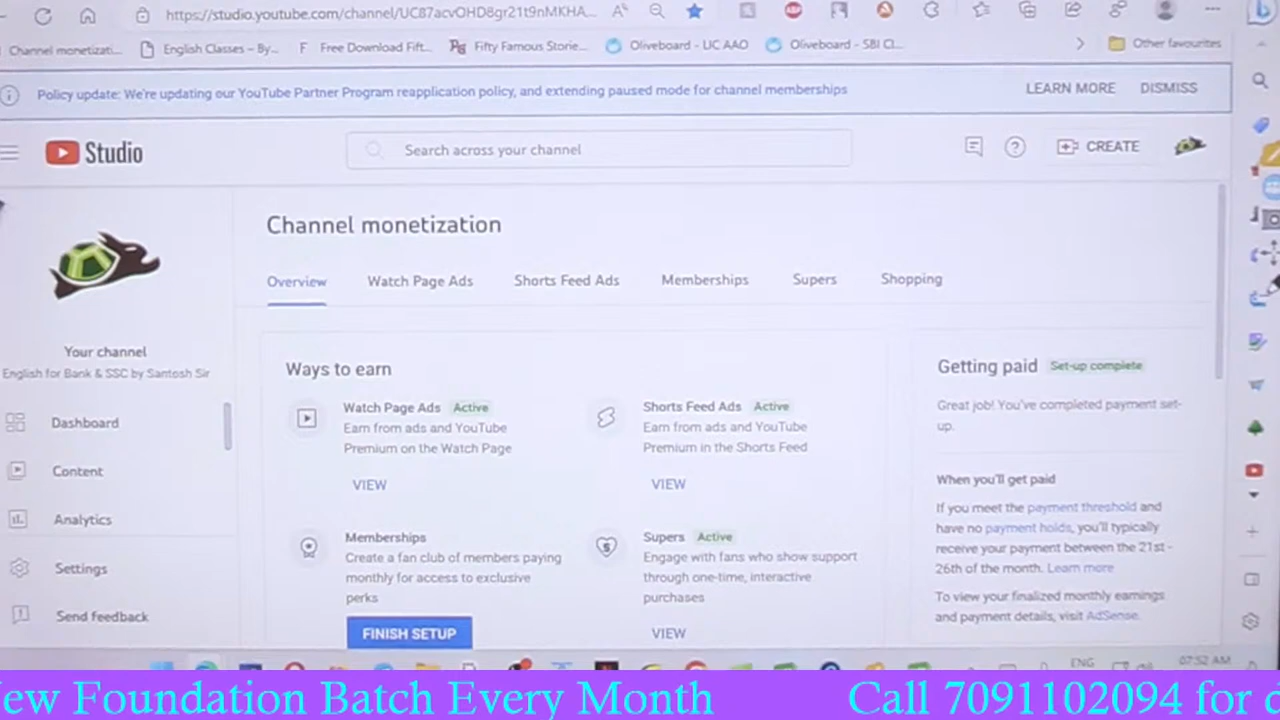 https://studio.youtube.com/channel/UC87acvOHD8gr21t9nMKHA...
Channel monetizati... English Classes – By... Free Download Fift... Fifty Famous Storie... Oliveboard - LIC AAO Oliveboard - SBI CL... Other favourites
Policy update: We're updating our YouTube Partner Program reapplication policy, and extending paused mode for channel memberships LEARN MORE DISMISS
Studio Search across your channel CREATE
Channel monetization
Overview Watch Page Ads Shorts Feed Ads Memberships Supers Shopping
Your channel
English for Bank & SSC by Santosh Sir
Dashboard
Content
Analytics
Settings
Send feedback
Ways to earn
Watch Page Ads Active
Earn from ads and YouTube
Premium on the Watch Page
VIEW
Shorts Feed Ads Active
Earn from ads and YouTube
Premium in the Shorts Feed
VIEW
Memberships
Create a fan club of members paying
monthly for access to exclusive
perks
FINISH SETUP
Supers Active
Engage with fans who show support
through one-time, interactive
purchases
VIEW
Getting paid Set-up complete
Great job! You've completed payment set-
up.
When you'll get paid
If you meet the payment threshold and
have no payment holds, you'll typically
receive your payment between the 21st -
26th of the month. Learn more
To view your finalized monthly earnings
and payment details, visit AdSense.
ENG 07:52 AM
New Foundation Batch Every Month Call 7091102094 for